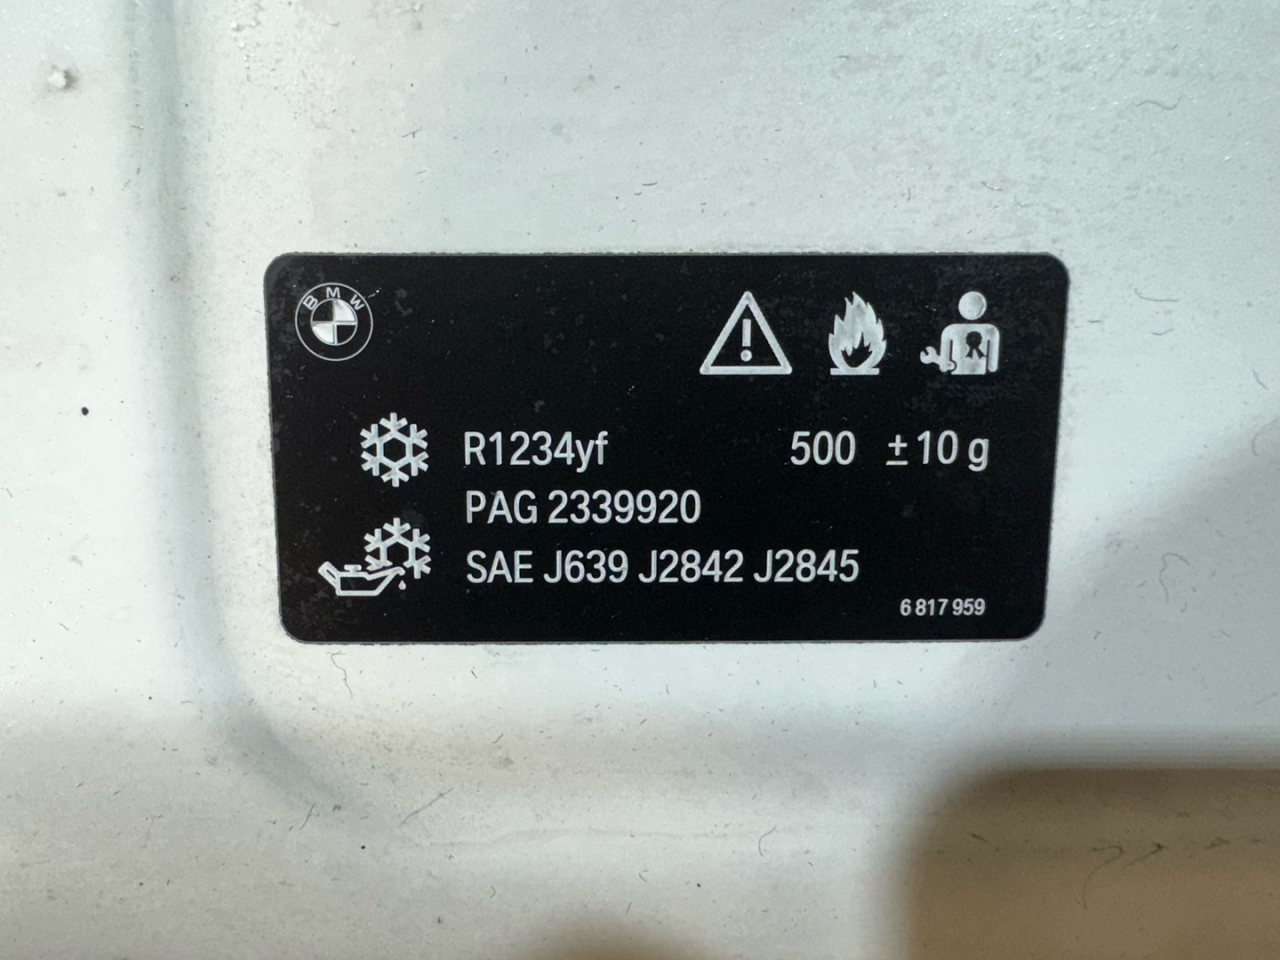 BMW
R1234yf 500 ±10 g
PAG 2339920
SAE J639 J2842 J2845
6 817 959